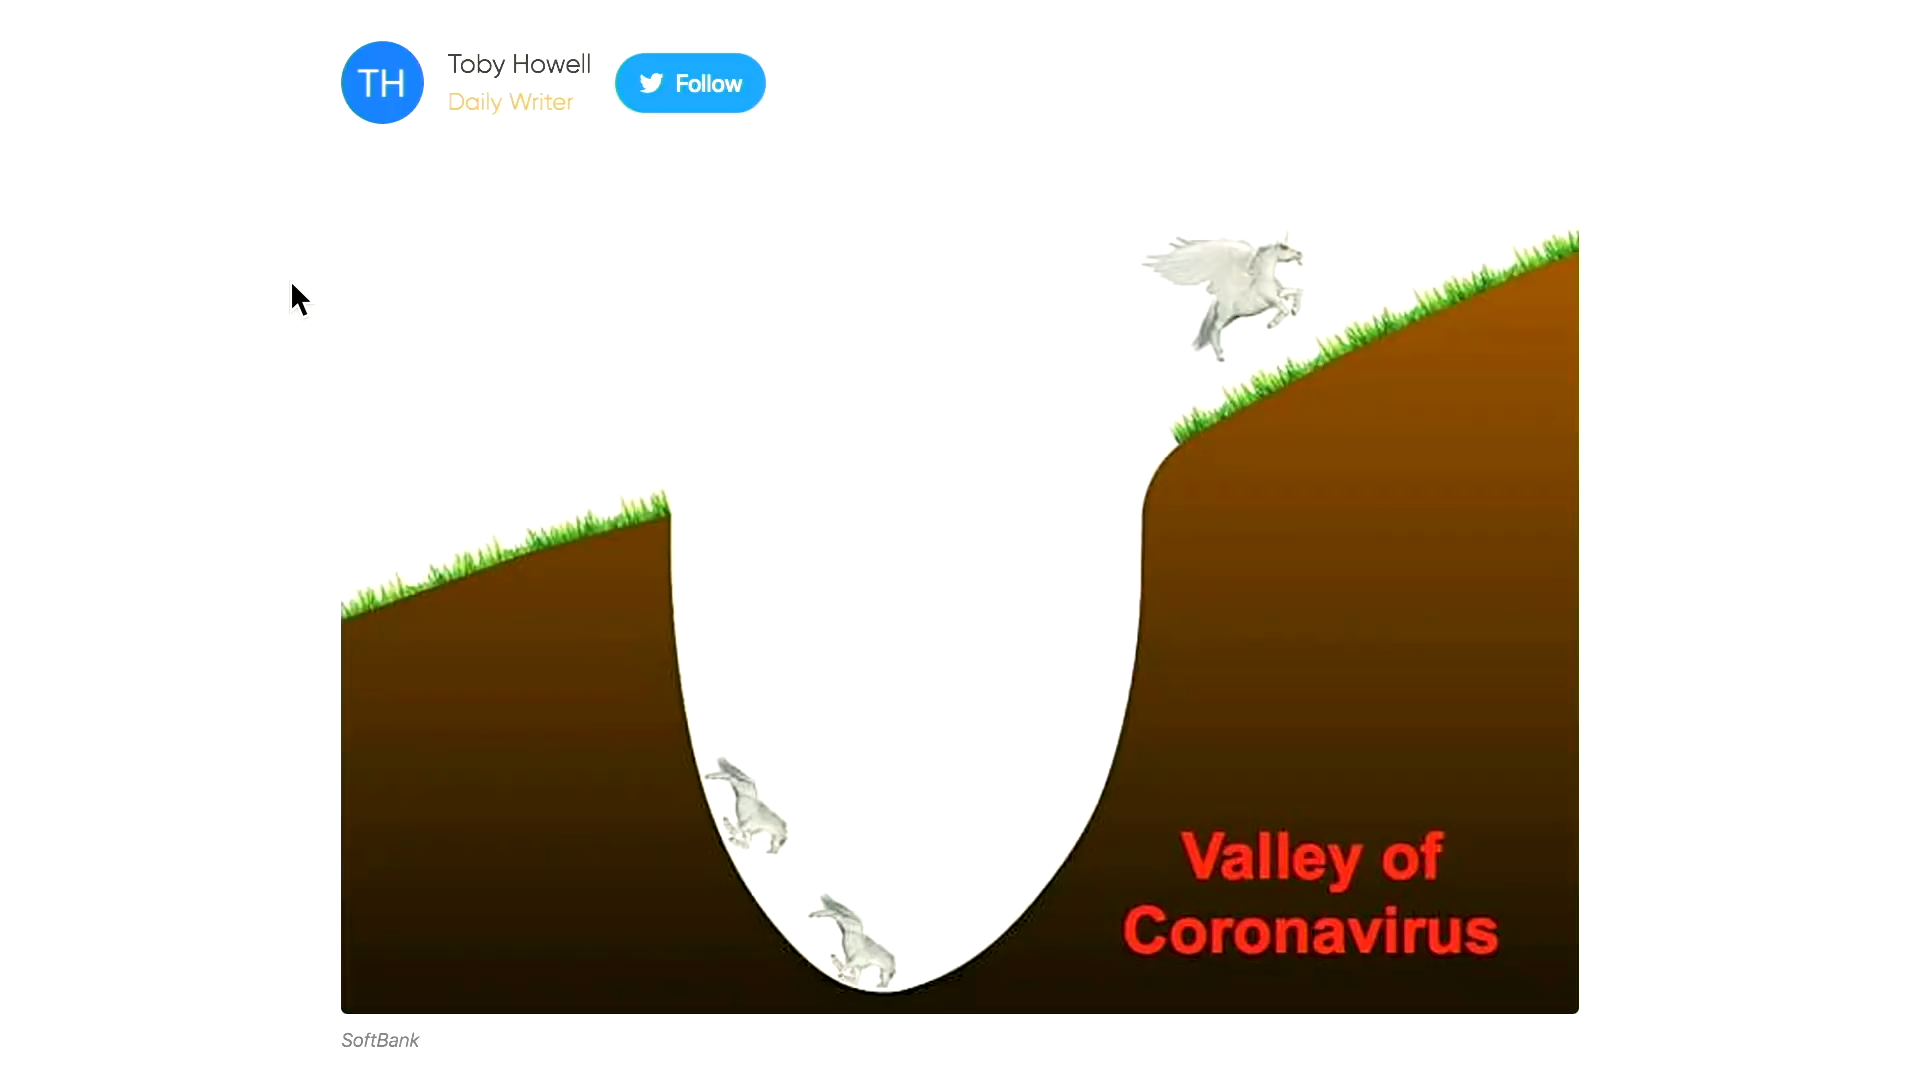 TH
Toby Howell
Daily Writer
Follow
Valley of
Coronavirus
SoftBank